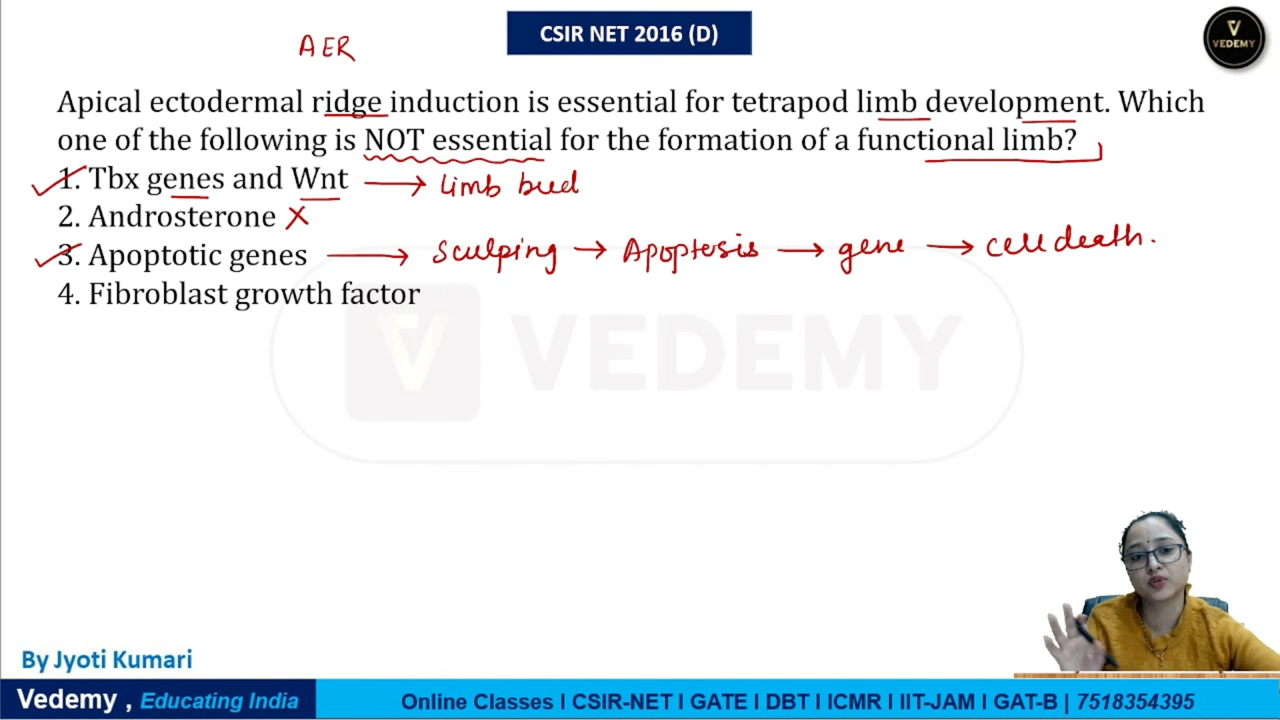 CSIR NET 2016 (D)
VEDEMY
AER
Apical ectodermal ridge induction is essential for tetrapod limb development. Which
one of the following is NOT essential for the formation of a functional limb?
1. Tbx genes and Wnt → Limb bud
2. Androsterone X
3. Apoptotic genes → Sculping → Apoptesis → gene → cell death.
4. Fibroblast growth factor
VEDEMY
By Jyoti Kumari
Vedemy , Educating India
Online Classes I CSIR-NET I GATE I DBT I ICMR I IIT-JAM I GAT-B I 7518354395